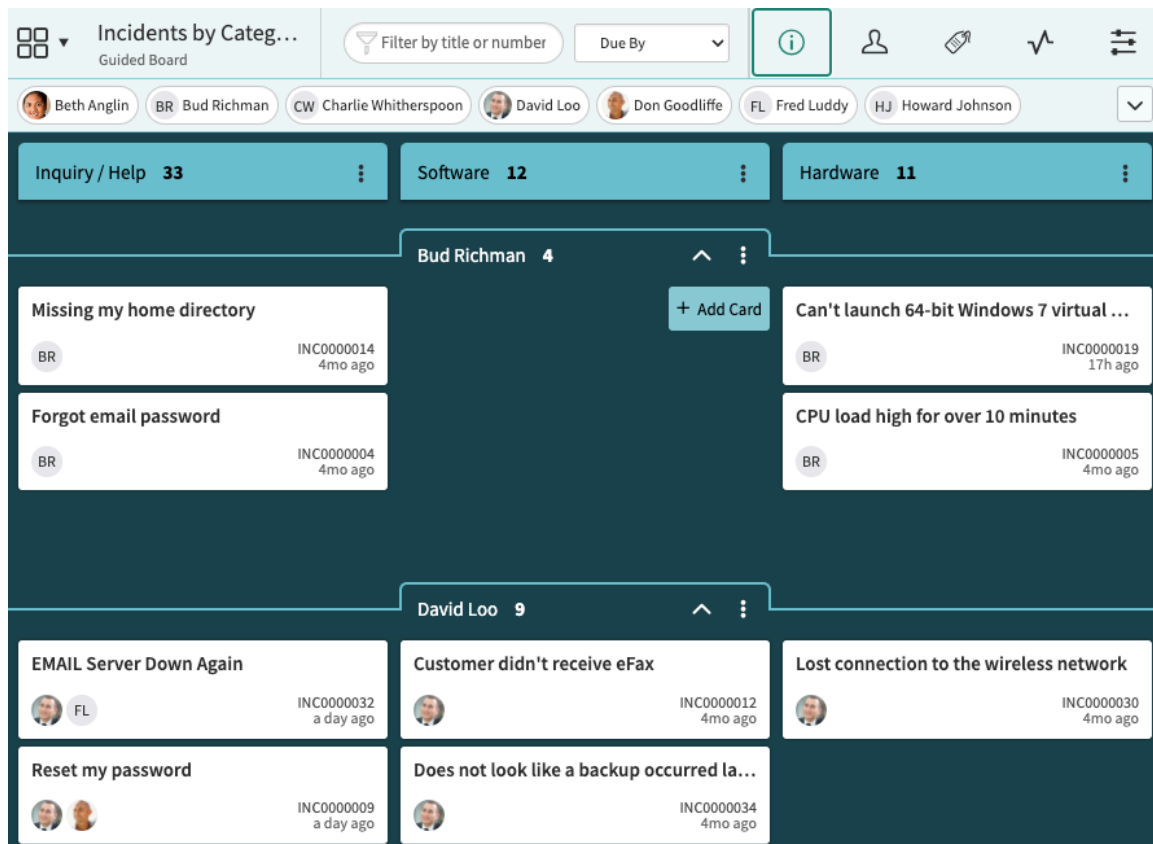 Incidents by Categ...
Guided Board
Filter by title or number
Due By
Beth Anglin
BR Bud Richman
CW Charlie Whitherspoon
David Loo
Don Goodliffe
FL Fred Luddy
HJ Howard Johnson
Inquiry / Help 33
Software 12
Hardware 11
Bud Richman 4
Missing my home directory
BR
INC0000014
4mo ago
+ Add Card
Can't launch 64-bit Windows 7 virtual ...
BR
INC0000019
17h ago
Forgot email password
BR
INC0000004
4mo ago
CPU load high for over 10 minutes
BR
INC0000005
4mo ago
David Loo 9
EMAIL Server Down Again
FL
INC0000032
a day ago
Customer didn't receive eFax
INC0000012
4mo ago
Lost connection to the wireless network
INC0000030
4mo ago
Reset my password
INC0000009
a day ago
Does not look like a backup occurred la...
INC0000034
4mo ago